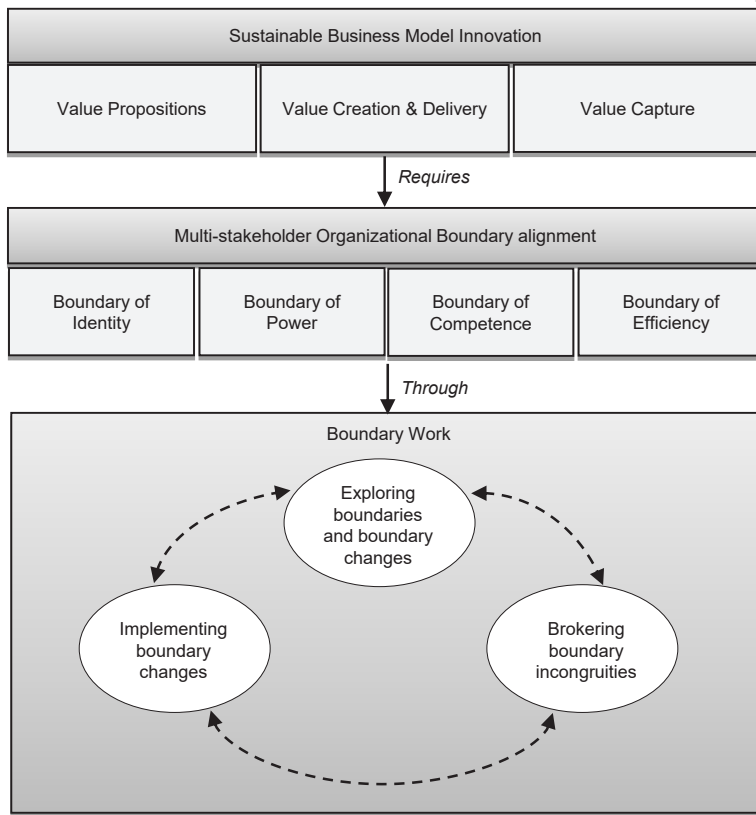 Sustainable Business Model Innovation
Value Propositions
Value Creation & Delivery
Value Capture
Requires
Multi-stakeholder Organizational Boundary alignment
Boundary of
Identity
Boundary of
Power
Boundary of
Competence
Boundary of
Efficiency
Through
Boundary Work
Exploring
boundaries
and boundary
changes
Implementing
boundary
changes
Brokering
boundary
incongruities